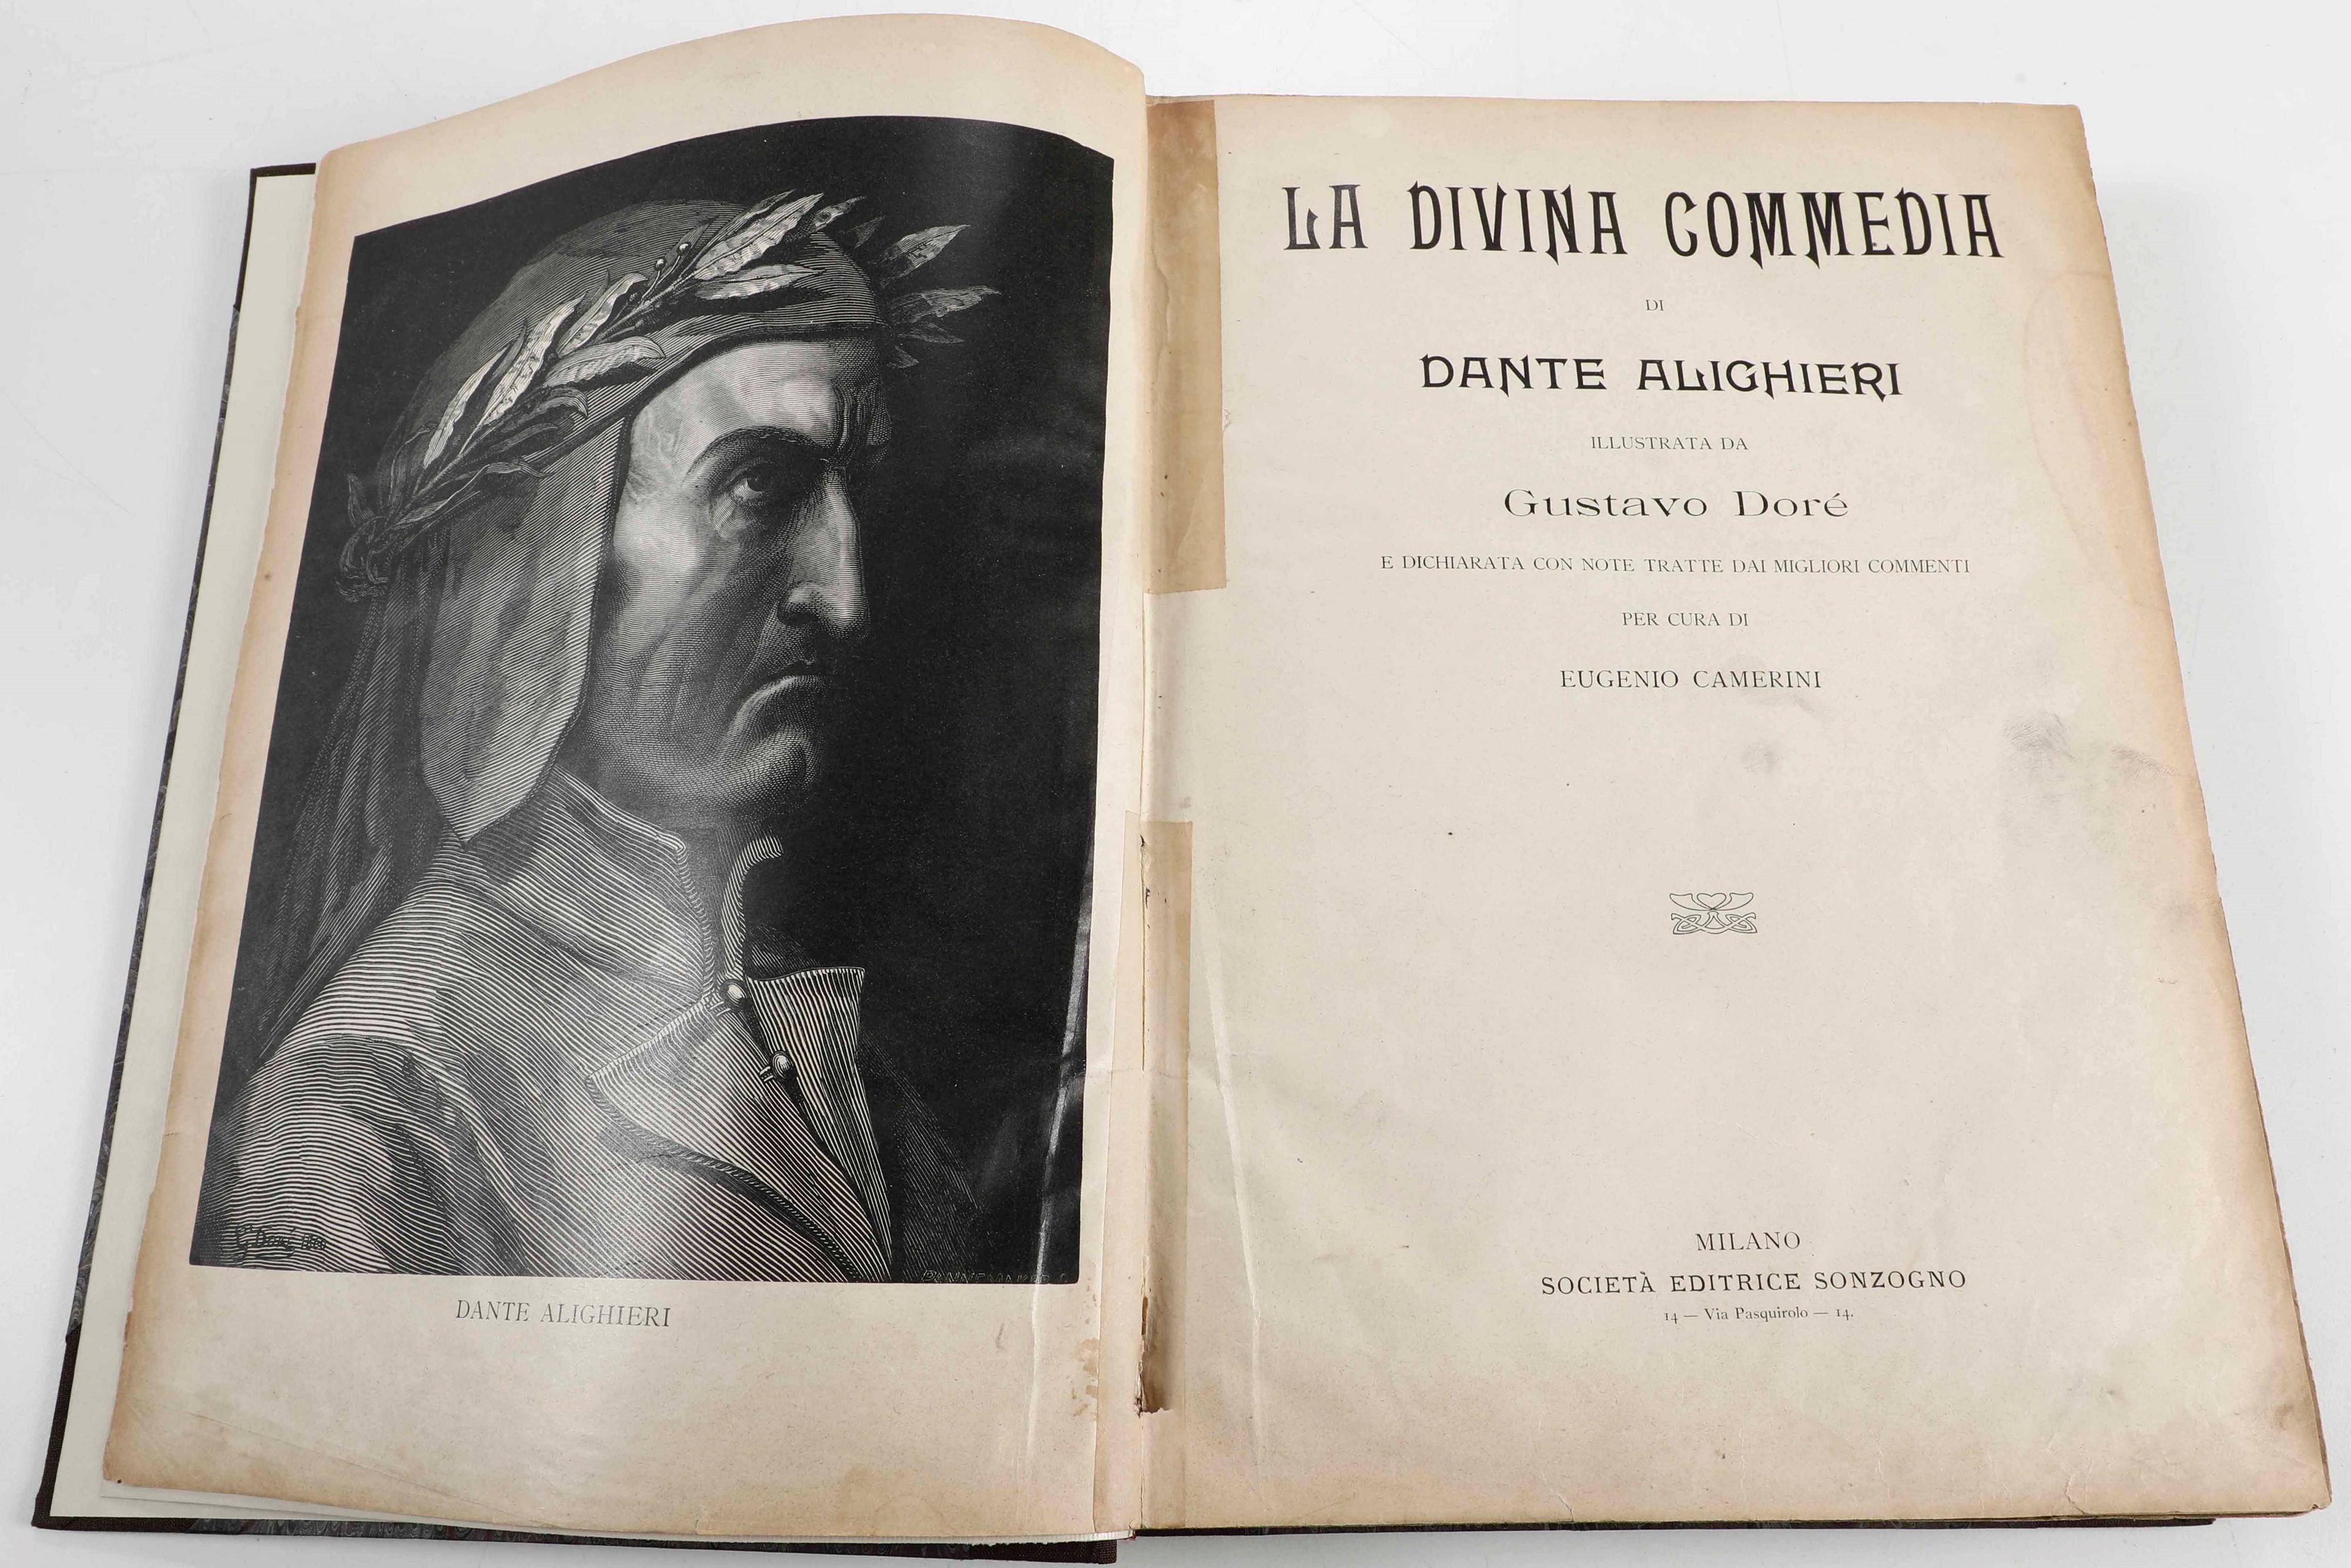 G. Doré
DANTE ALIGHIERI
LA DIVINA COMMEDIA
DI
DANTE ALIGHIERI
ILLUSTRATA DA
Gustavo Doré
E DICHIARATA CON NOTE TRATTE DAI MIGLIORI COMMENTI
PER CURA DI
EUGENIO CAMERINI
MILANO
SOCIETÀ EDITRICE SONZOGNO
14 — Via Pasquirolo — 14.